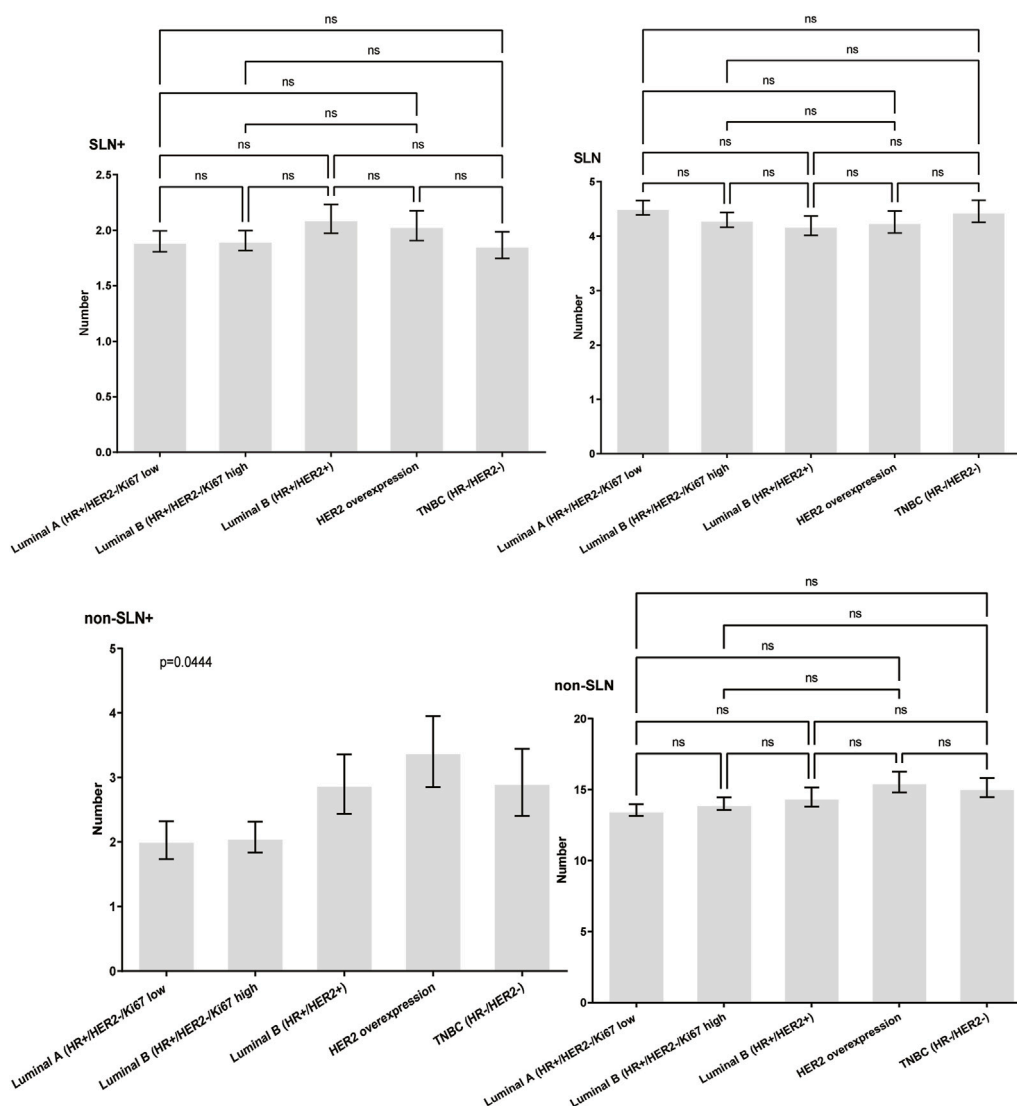 ns
ns
ns
ns
SLN+
ns
ns
ns
ns
ns
ns
2.5
2.0
1.5
1.0
0.5
0.0
Number
Luminal A (HR+/HER2-/Ki67 low
Luminal B (HR+/HER2-/Ki67 high
Luminal B (HR+/HER2+)
HER2 overexpression
TNBC (HR-/HER2-)
ns
ns
ns
ns
SLN
ns
ns
ns
ns
ns
ns
5
4
3
2
1
0
Number
Luminal A (HR+/HER2-/Ki67 low
Luminal B (HR+/HER2-/Ki67 high
Luminal B (HR+/HER2+)
HER2 overexpression
TNBC (HR-/HER2-)
non-SLN+
p=0.0444
5
4
3
2
1
0
Number
Luminal A (HR+/HER2-/Ki67 low
Luminal B (HR+/HER2-/Ki67 high
Luminal B (HR+/HER2+)
HER2 overexpression
TNBC (HR-/HER2-)
ns
ns
ns
ns
non-SLN
ns
ns
ns
ns
ns
ns
20
15
10
5
0
Number
Luminal A (HR+/HER2-/Ki67 low
Luminal B (HR+/HER2-/Ki67 high
Luminal B (HR+/HER2+)
HER2 overexpression
TNBC (HR-/HER2-)